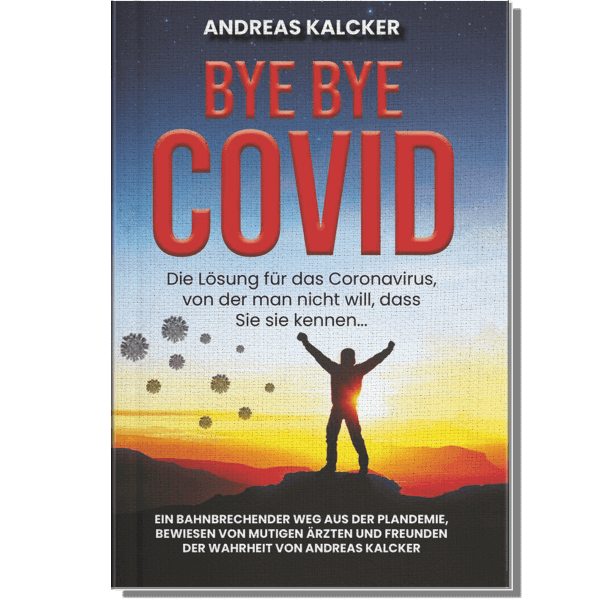 ANDREAS KALCKER
BYE BYE
COVID
Die Lösung für das Coronavirus,
von der man nicht will, dass
Sie sie kennen...
EIN BAHNBRECHENDER WEG AUS DER PLANDEMIE,
BEWIESEN VON MUTIGEN ÄRZTEN UND FREUNDEN
DER WAHRHEIT VON ANDREAS KALCKER